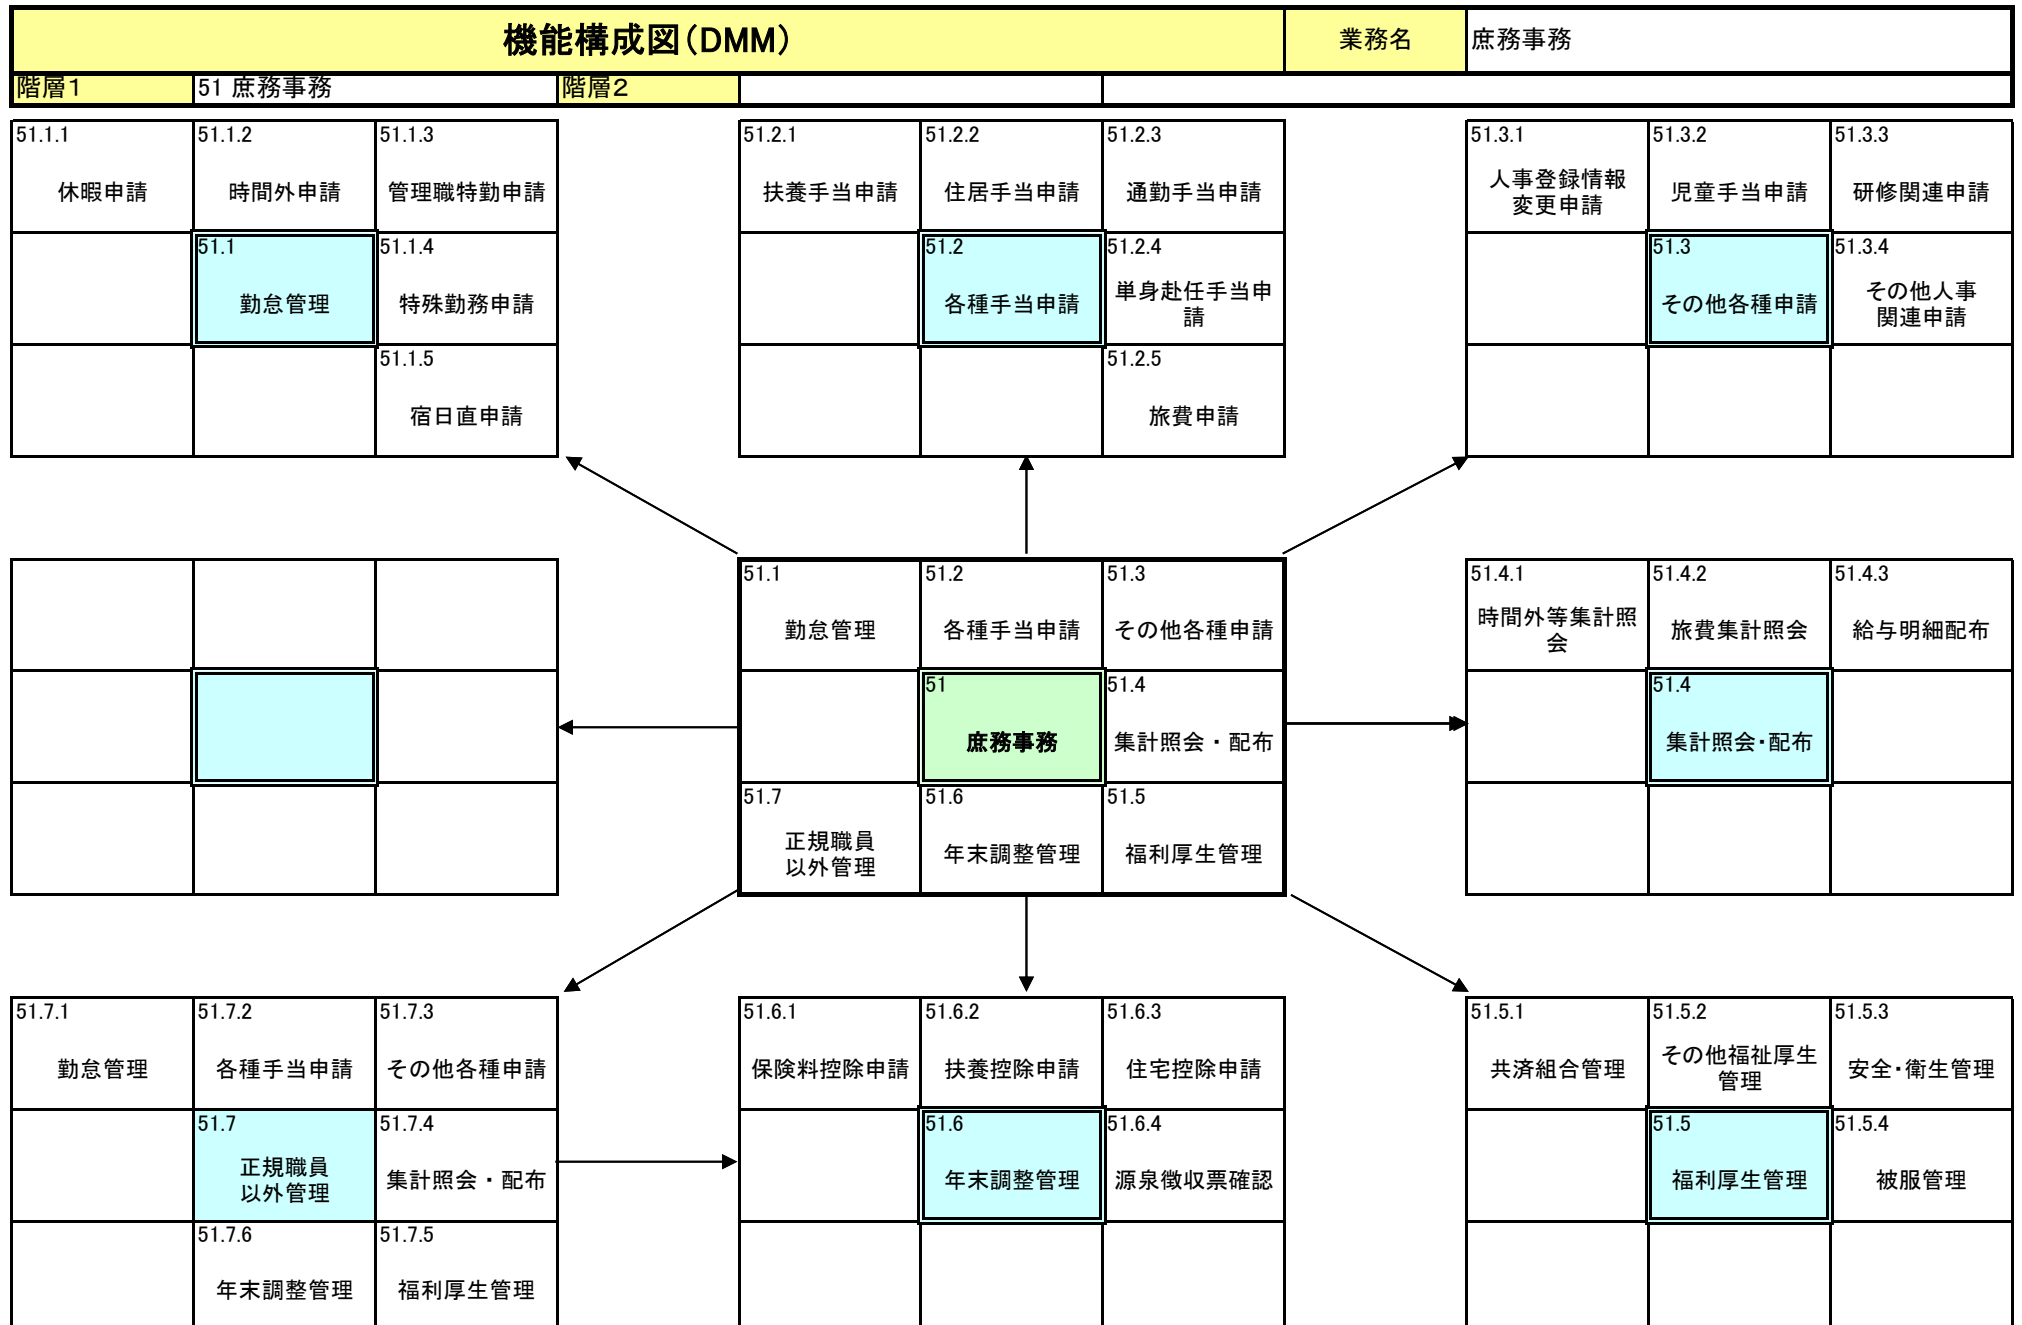 機能構成図(DMM)
業務名
庶務事務
階層1
51 庶務事務
階層2
51.1.1
休暇申請
51.1.2
時間外申請
51.1.3
管理職特勤申請
51.1
勤怠管理
51.1.4
特殊勤務申請
51.1.5
宿日直申請
51.2.1
扶養手当申請
51.2.2
住居手当申請
51.2.3
通勤手当申請
51.2
各種手当申請
51.2.4
単身赴任手当申
請
51.2.5
旅費申請
51.3.1
人事登録情報
変更申請
51.3.2
児童手当申請
51.3.3
研修関連申請
51.3
その他各種申請
51.3.4
その他人事
関連申請
51.1
勤怠管理
51.2
各種手当申請
51.3
その他各種申請
51
庶務事務
51.4
集計照会・配布
51.7
正規職員
以外管理
51.6
年末調整管理
51.5
福利厚生管理
51.4.1
時間外等集計照
会
51.4.2
旅費集計照会
51.4.3
給与明細配布
51.4
集計照会・配布
51.7.1
勤怠管理
51.7.2
各種手当申請
51.7.3
その他各種申請
51.7
正規職員
以外管理
51.7.4
集計照会・配布
51.7.6
年末調整管理
51.7.5
福利厚生管理
51.6.1
保険料控除申請
51.6.2
扶養控除申請
51.6.3
住宅控除申請
51.6
年末調整管理
51.6.4
源泉徴収票確認
51.5.1
共済組合管理
51.5.2
その他福祉厚生
管理
51.5.3
安全・衛生管理
51.5
福利厚生管理
51.5.4
被服管理